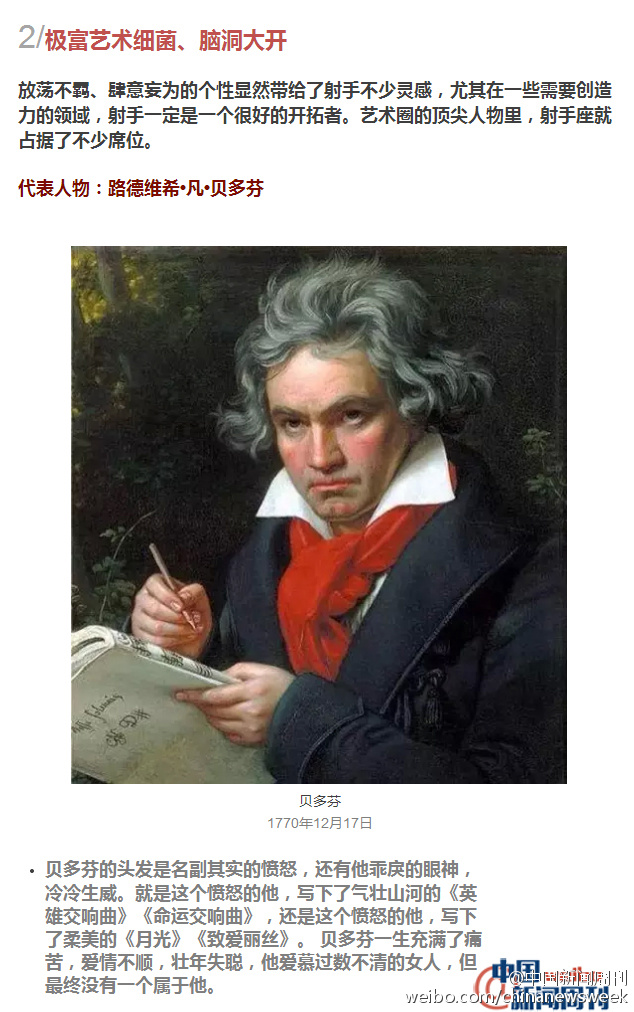 2/极富艺术细菌、脑洞大开
放荡不羁、肆意妄为的个性显然带给了射手不少灵感，尤其在一些需要创造
力的领域，射手一定是一个很好的开拓者。艺术圈的顶尖人物里，射手座就
占据了不少席位。
代表人物：路德维希•凡•贝多芬
贝多芬
1770年12月17日
• 贝多芬的头发是名副其实的愤怒，还有他乖戾的眼神，
冷冷生威。就是这个愤怒的他，写下了气壮山河的《英
雄交响曲》《命运交响曲》，还是这个愤怒的他，写下
了柔美的《月光》《致爱丽丝》。 贝多芬一生充满了痛
苦，爱情不顺，壮年失聪，他爱慕过数不清的女人，但
最终没有一个属于他。
中国
新闻周刊
@中国新闻周刊
weibo.com/chinanewsweek